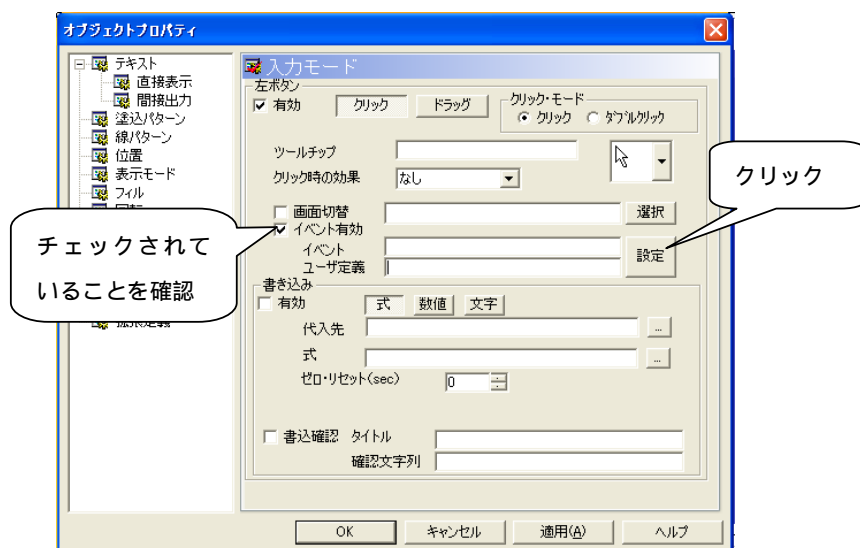 オブジェクトプロパティ
テキスト
直接表示
間接出力
塗込パターン
線パターン
位置
表示モード
フィル
入力モード
左ボタン
有効 クリック ドラッグ クリック・モード
クリック ダブルクリック
ツールチップ
クリック時の効果 なし
画面切替 選択
イベント有効
イベント
ユーザ定義 設定
書き込み
有効 式 数値 文字
代入先 ...
式 ...
ゼロ・リセット(sec) 0
書込確認 タイトル
確認文字列
OK キャンセル 適用(A) ヘルプ
クリック
チェックされて
いることを確認